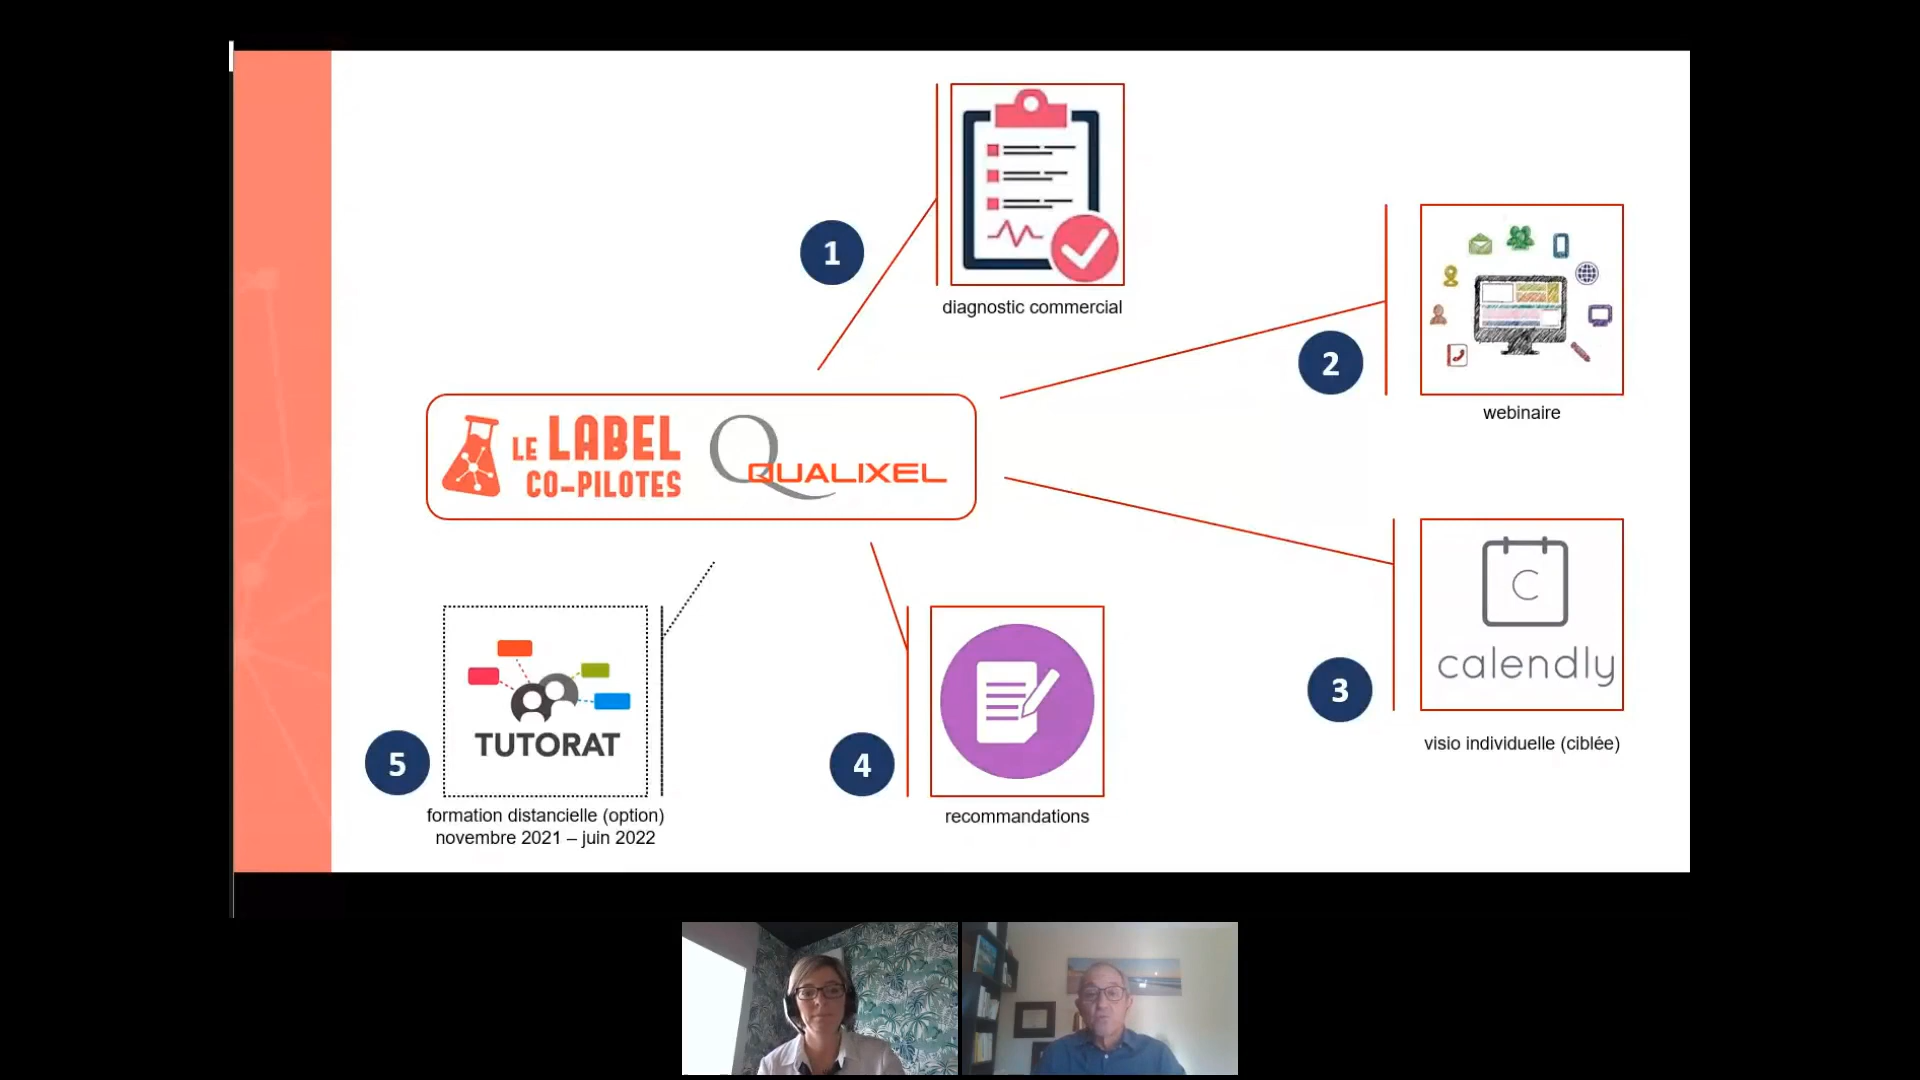 1
diagnostic commercial
2
webinaire
LE LABEL
CO-PILOTES
QUALIXEL
C
calendly
3
visio individuelle (ciblée)
4
recommandations
5
TUTORAT
formation distancielle (option)
novembre 2021 – juin 2022